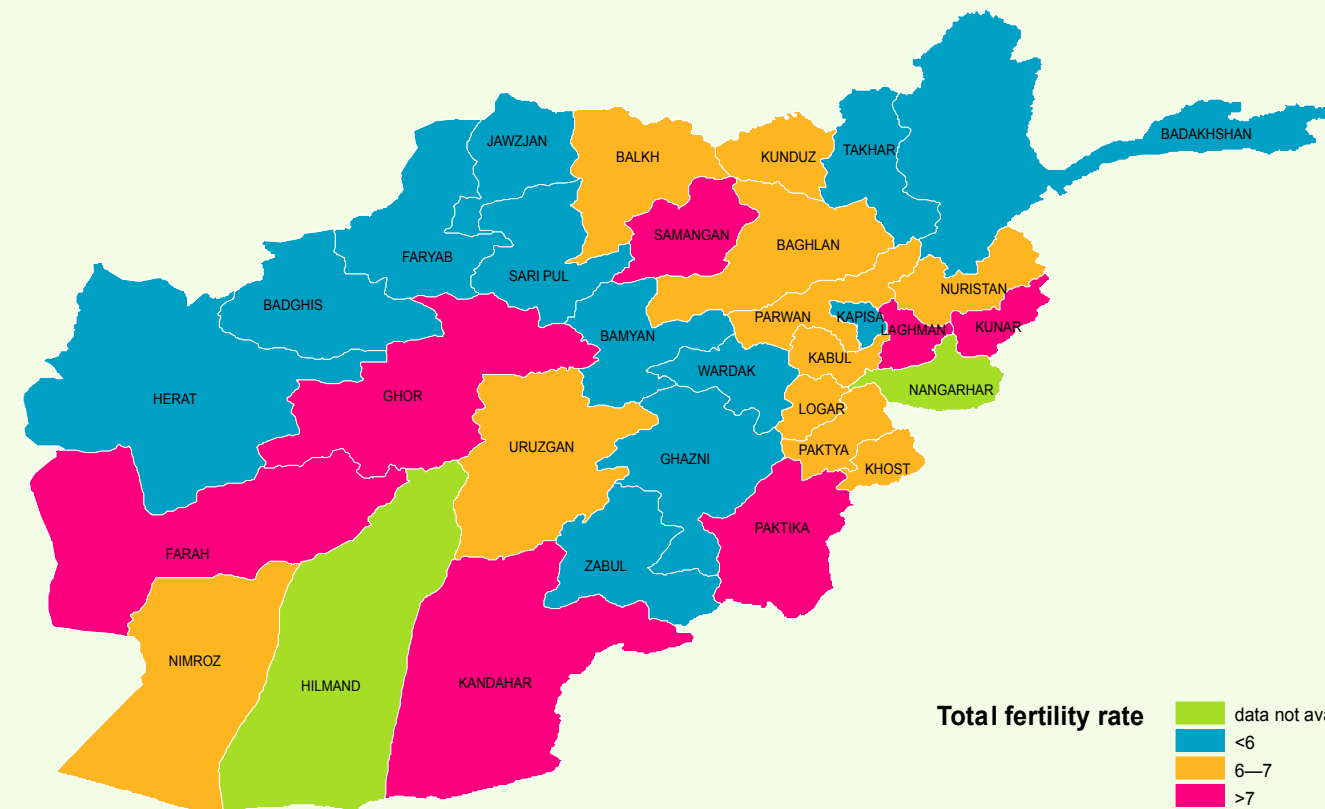 JAWZJAN
BALKH
KUNDUZ
TAKHAR
BADAKHSHAN
SAMANGAN
BAGHLAN
FARYAB
SARI PUL
BADGHIS
NURISTAN
PARWAN
KAPISA
LAGHMAN
KUNAR
BAMYAN
KABUL
WARDAK
NANGARHAR
HERAT
GHOR
LOGAR
URUZGAN
GHAZNI
PAKTYA
KHOST
FARAH
PAKTIKA
ZABUL
NIMROZ
HILMAND
KANDAHAR
Total fertility rate
data not ava
<6
6—7
>7